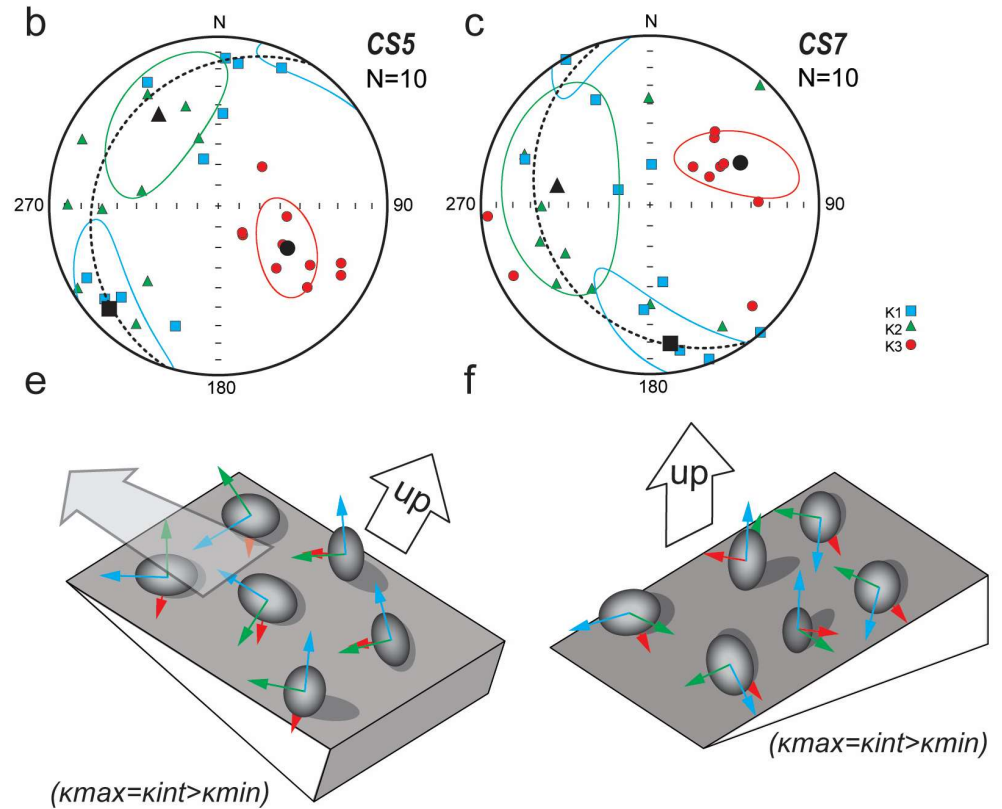 b
N
CS5
N=10
270
90
180
c
N
CS7
N=10
270
90
180
K1
K2
K3
e
up
(κmax=κint>κmin)
f
up
(κmax=κint>κmin)